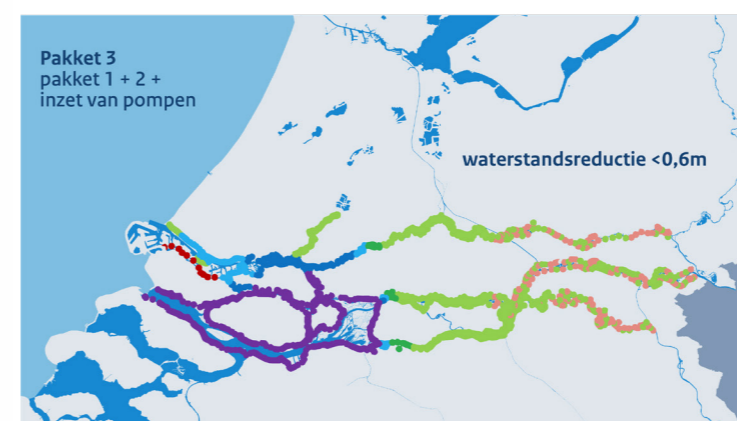 Pakket 3
pakket 1 + 2 +
inzet van pompen
waterstandsreductie <0,6m